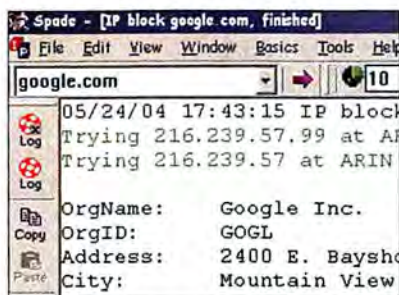 Spade - [IP block google.com, finished]
File Edit View Window Basics Tools Help
google.com 10
05/24/04 17:43:15 IP block
Trying 216.239.57.99 at AR
Trying 216.239.57 at ARIN
Log
Log
Copy
Paste
OrgName: Google Inc.
OrgID: GOGL
Address: 2400 E. Baysho
City: Mountain View